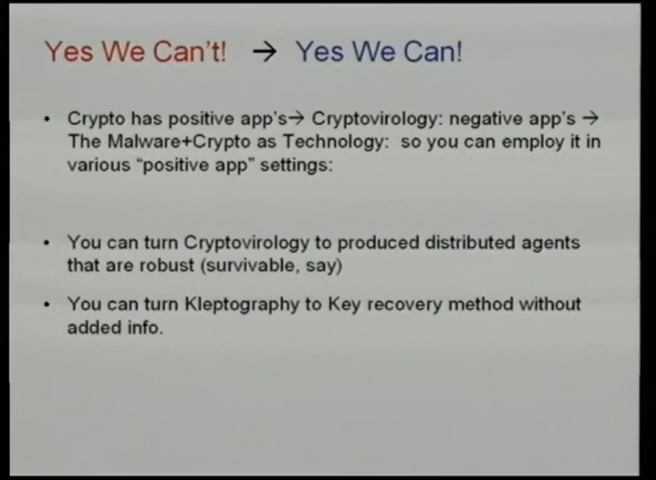 Yes We Can't! → Yes We Can!
• Crypto has positive app's→ Cryptovirology: negative app's →
The Malware+Crypto as Technology: so you can employ it in
various “positive app” settings:
• You can turn Cryptovirology to produced distributed agents
that are robust (survivable, say)
• You can turn Kleptography to Key recovery method without
added info.